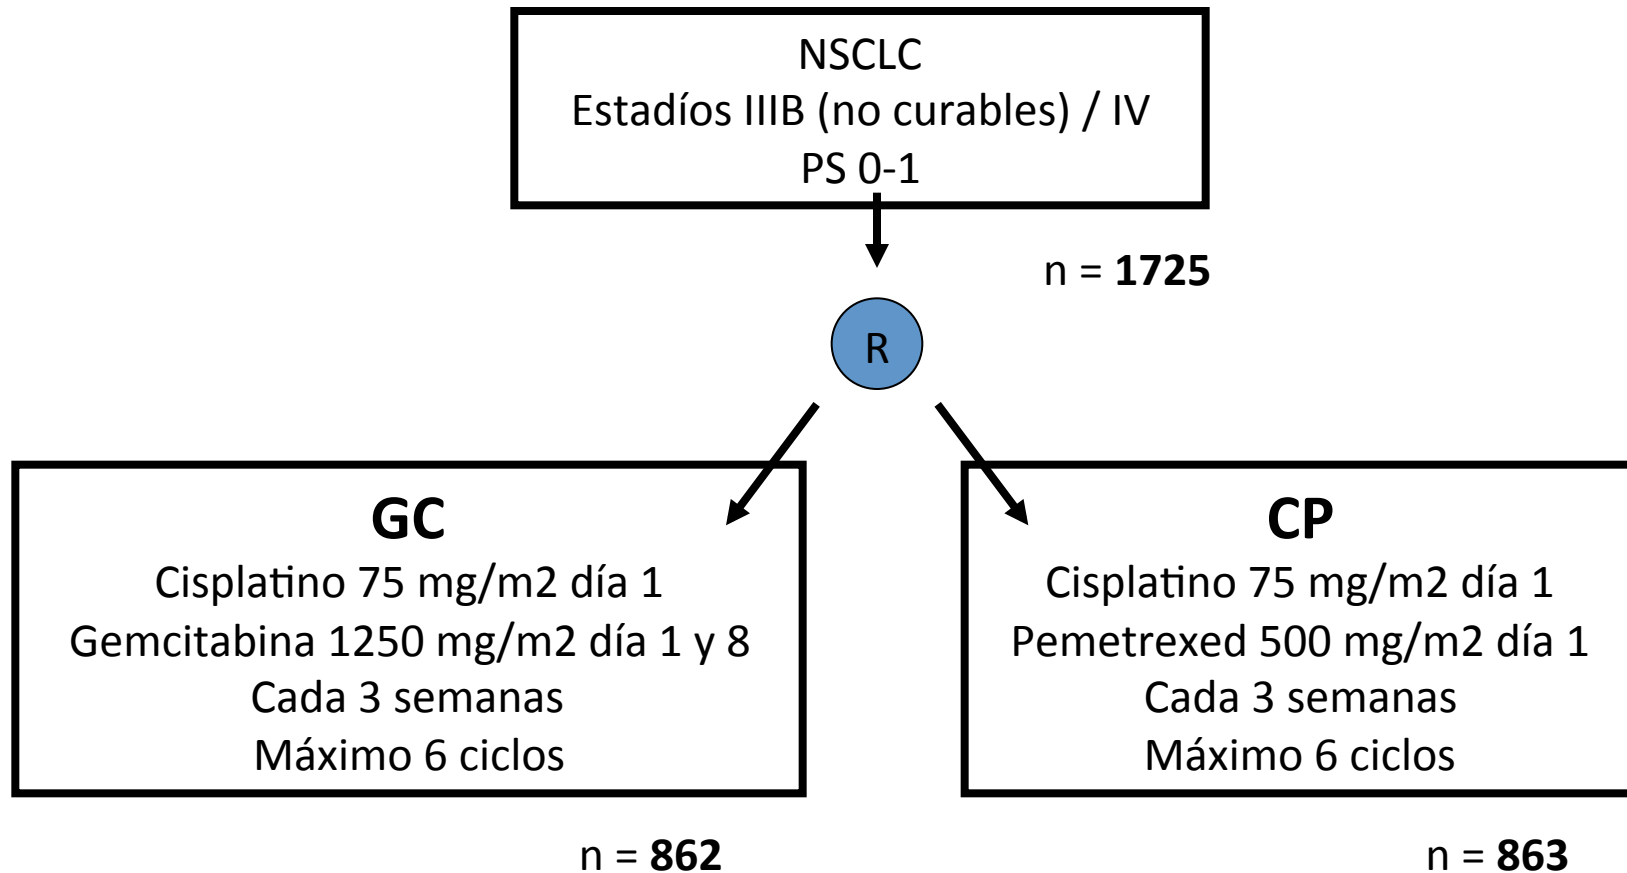 NSCLC
Estadíos IIIB (no curables) / IV
PS 0-1
n = 1725
R
GC
Cisplatino 75 mg/m2 día 1
Gemcitabina 1250 mg/m2 día 1 y 8
Cada 3 semanas
Máximo 6 ciclos
n = 862
CP
Cisplatino 75 mg/m2 día 1
Pemetrexed 500 mg/m2 día 1
Cada 3 semanas
Máximo 6 ciclos
n = 863